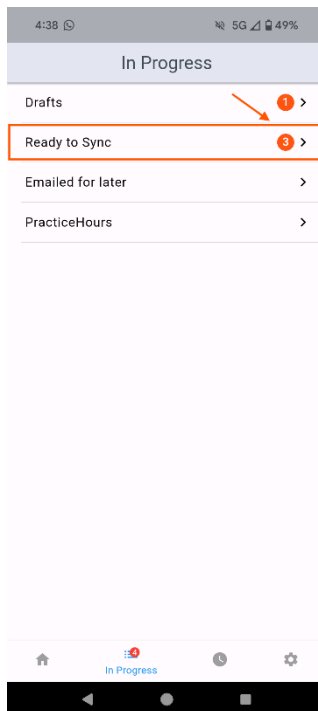 4:38 5G 49%
In Progress
Drafts 1
Ready to Sync 3
Emailed for later
PracticeHours
4
In Progress